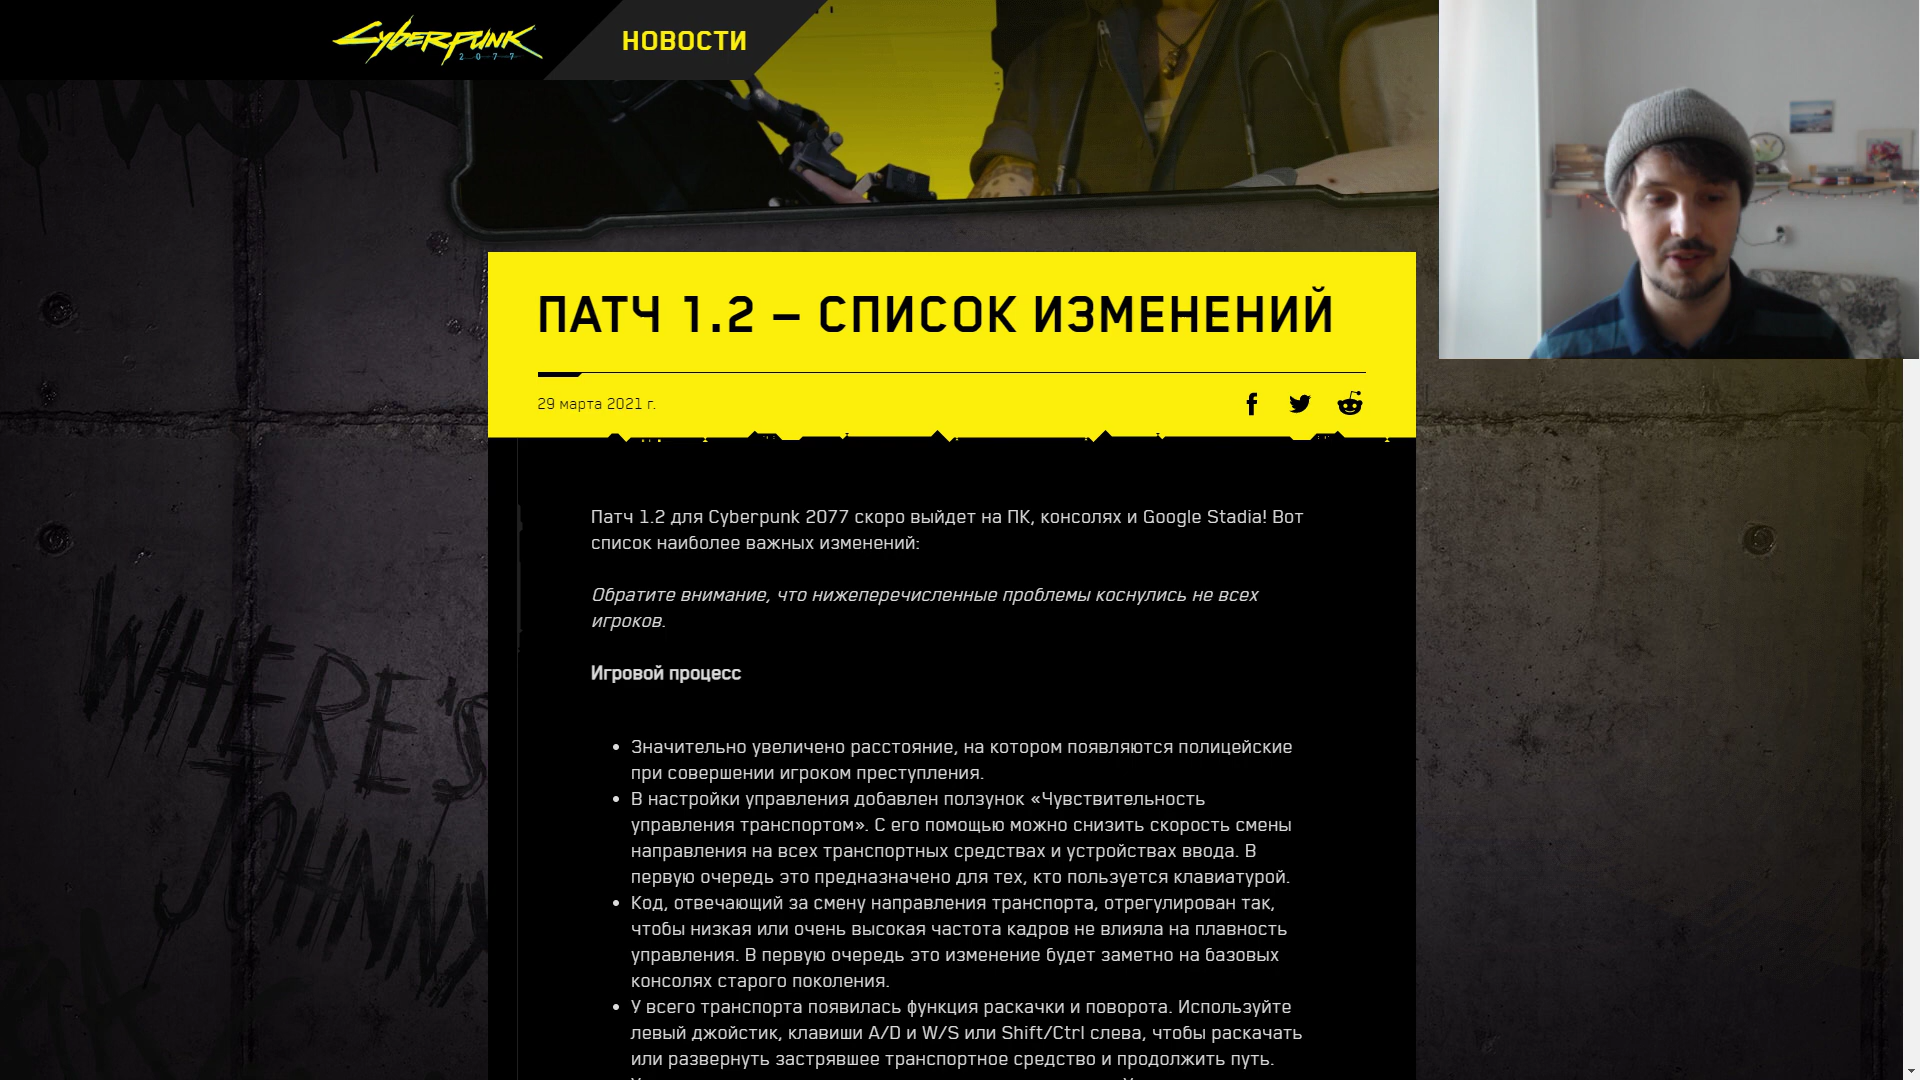 Cyberpunk
2077
НОВОСТИ
ПАТЧ 1.2 – СПИСОК ИЗМЕНЕНИЙ
29 марта 2021 г.
Патч 1.2 для Cyberpunk 2077 скоро выйдет на ПК, консолях и Google Stadia! Вот
список наиболее важных изменений:
Обратите внимание, что нижеперечисленные проблемы коснулись не всех
игроков.
Игровой процесс
• Значительно увеличено расстояние, на котором появляются полицейские
при совершении игроком преступления.
• В настройки управления добавлен ползунок «Чувствительность
управления транспортом». С его помощью можно снизить скорость смены
направления на всех транспортных средствах и устройствах ввода. В
первую очередь это предназначено для тех, кто пользуется клавиатурой.
• Код, отвечающий за смену направления транспорта, отрегулирован так,
чтобы низкая или очень высокая частота кадров не влияла на плавность
управления. В первую очередь это изменение будет заметно на базовых
консолях старого поколения.
• У всего транспорта появилась функция раскачки и поворота. Используйте
левый джойстик, клавиши A/D и W/S или Shift/Ctrl слева, чтобы раскачать
или развернуть застрявшее транспортное средство и продолжить путь.
WHERE'S
JOHNNY